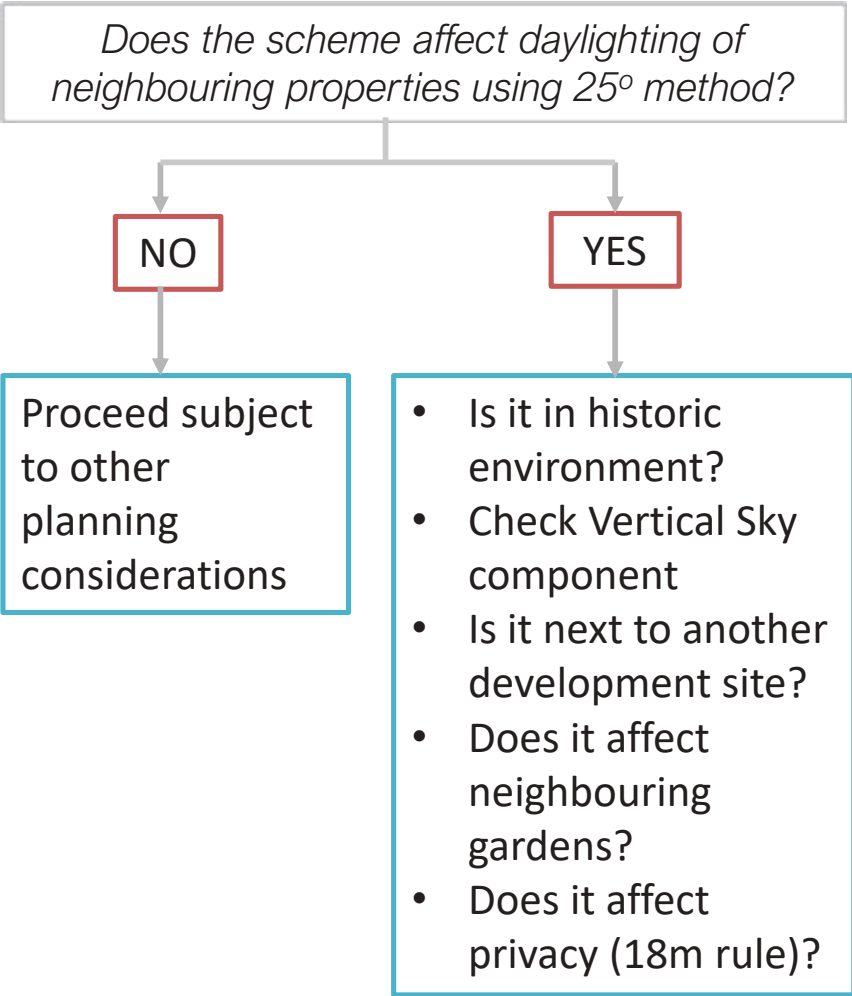 Does the scheme affect daylighting of
neighbouring properties using 25º method?
NO
YES
Proceed subject
to other
planning
considerations
• Is it in historic
environment?
• Check Vertical Sky
component
• Is it next to another
development site?
• Does it affect
neighbouring
gardens?
• Does it affect
privacy (18m rule)?